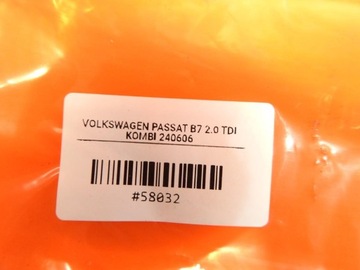 VOLKSWAGEN PASSAT B7 2.0 TDI
KOMBI 240606
#58032